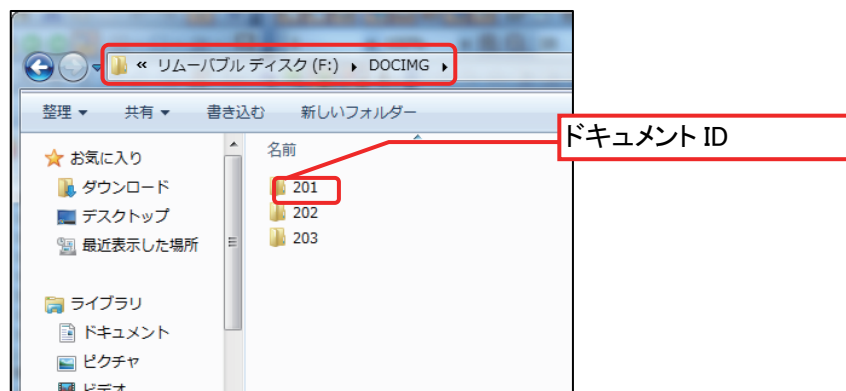 « リムーバブル ディスク (F:) ▸ DOCIMG ▸
整理 ▼ 共有 ▼ 書き込む 新しいフォルダー
ドキュメント ID
お気に入り
ダウンロード
デスクトップ
最近表示した場所
ライブラリ
ドキュメント
ピクチャ
ビデオ
名前
201
202
203